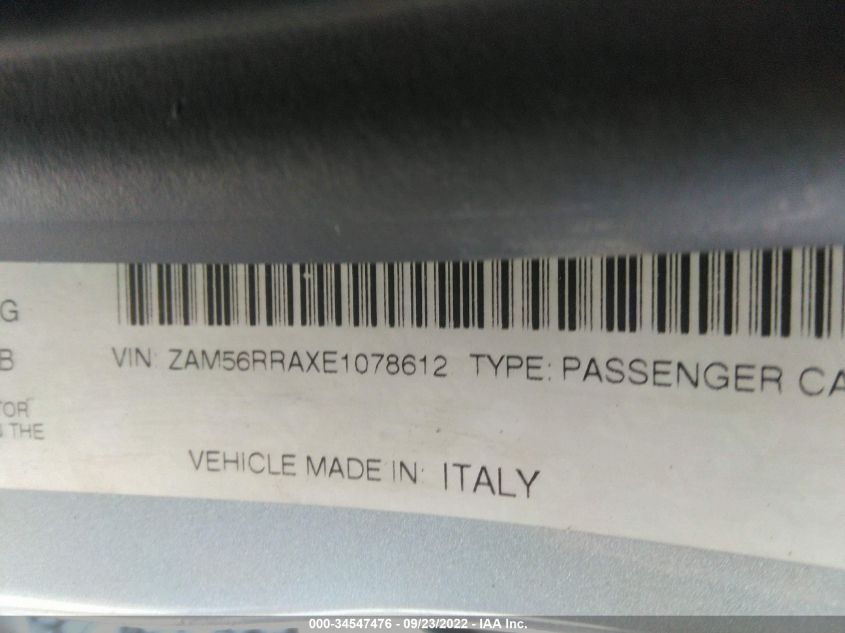 G
VIN: ZAM56RRAXE1078612 TYPE: PASSENGER CA
B
TOR
THE
VEHICLE MADE IN: ITALY
000-34547476 - 09/23/2022 - IAA Inc.